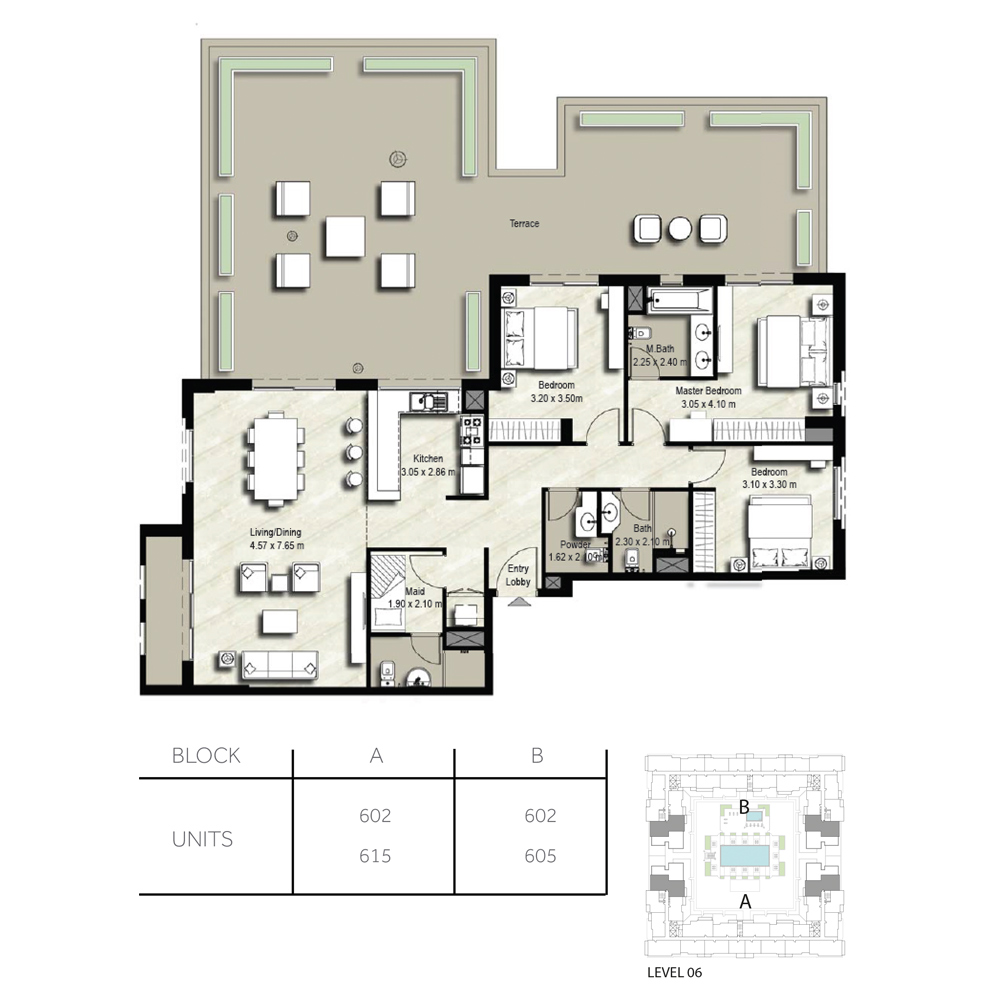 Terrace
M.Bath
2.25 x 2.40 m
Bedroom
3.20 x 3.50m
Master Bedroom
3.05 x 4.10 m
Kitchen
3.05 x 2.86 m
Bedroom
3.10 x 3.30 m
Living/Dining
4.57 x 7.65 m
Bath
2.30 x 2.10 m
Powder
1.62 x 2.10 m
Entry
Lobby
Maid
1.90 x 2.10 m
BLOCK A B
UNITS
602 602
615 605
B
A
LEVEL 06